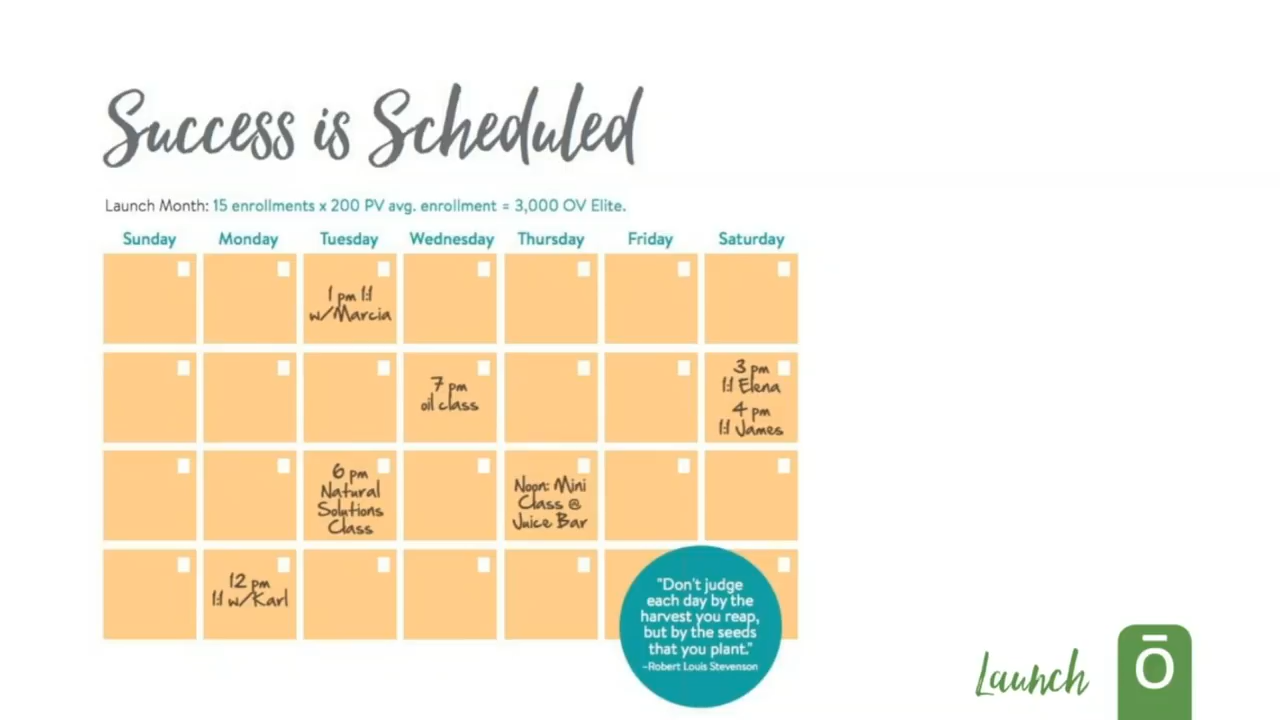 Success is Scheduled
Launch Month: 15 enrollments x 200 PV avg. enrollment = 3,000 OV Elite.
Sunday Monday Tuesday Wednesday Thursday Friday Saturday
1 pm 1:1
w/Marcia
7 pm
oil class
3 pm
1:1 Elena
4 pm
1:1 James
6 pm
Natural
Solutions
Class
Noon: Mini
Class @
Juice Bar
12 pm
1:1 w/Karl
"Don't judge
each day by the
harvest you reap,
but by the seeds
that you plant."
–Robert Louis Stevenson
Launch
Ō